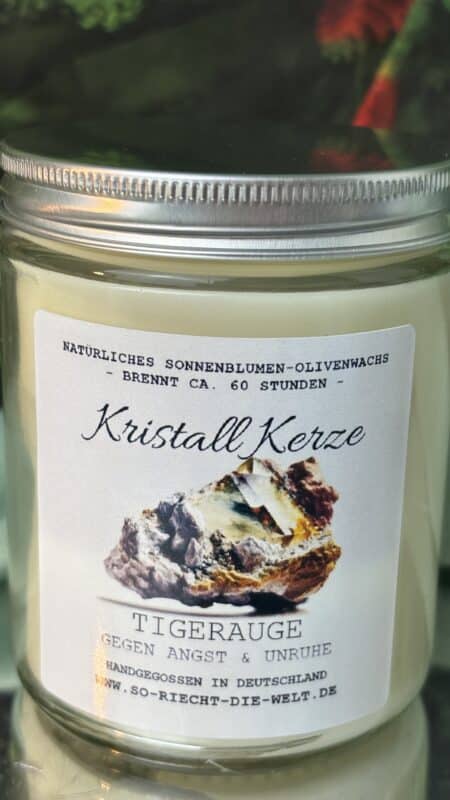 NATÜRLICHES SONNENBLUMEN-OLIVENWACHS
- BRENNT CA. 60 STUNDEN -
Kristall Kerze
TIGERAUGE
GEGEN ANGST & UNRUHE
HANDGEGOSSEN IN DEUTSCHLAND
WWW.SO-RIECHT-DIE-WELT.DE